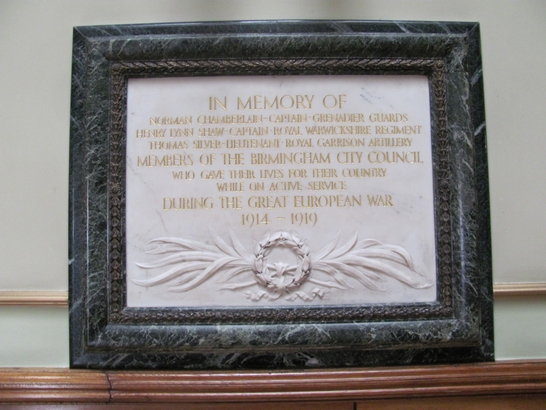 IN MEMORY OF
NORMAN CHAMBERLAIN-CAPTAIN-GRENADIER GUARDS
HENRY LYNN SHAW-CAPTAIN-ROYAL WARWICKSHIRE REGIMENT
THOMAS SILVER-LIEUTENANT-ROYAL GARRISON ARTILLERY
MEMBERS OF THE BIRMINGHAM CITY COUNCIL
WHO GAVE THEIR LIVES FOR THEIR COUNTRY
WHILE ON ACTIVE SERVICE
DURING THE GREAT EUROPEAN WAR
1914 - 1919